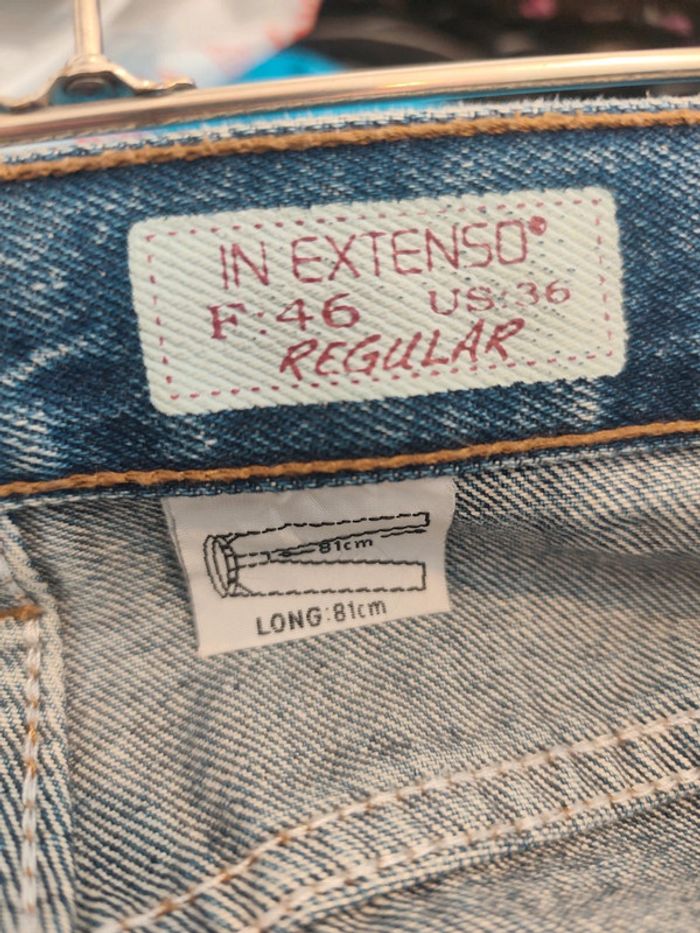 IN EXTENSO®
F:46 US:36
REGULAR
81cm
LONG:81cm